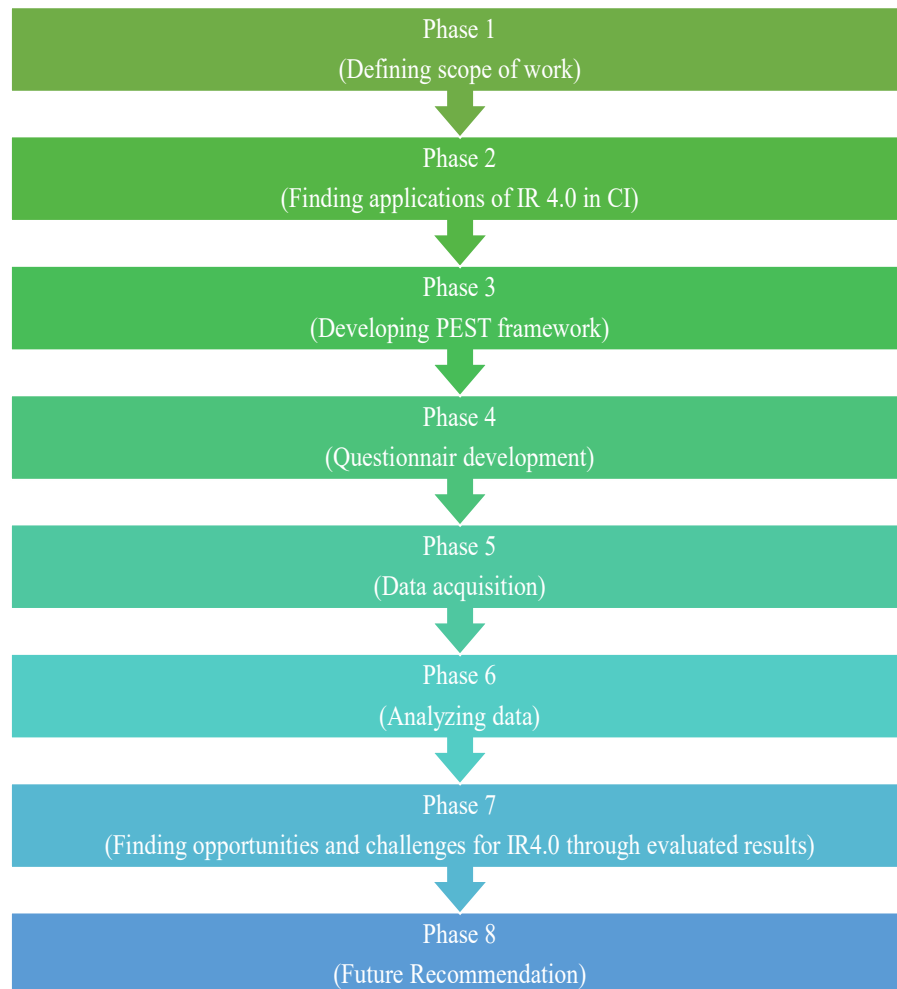 Phase 1
(Defining scope of work)
Phase 2
(Finding applications of IR 4.0 in CI)
Phase 3
(Developing PEST framework)
Phase 4
(Questionnair development)
Phase 5
(Data acquisition)
Phase 6
(Analyzing data)
Phase 7
(Finding opportunities and challenges for IR4.0 through evaluated results)
Phase 8
(Future Recommendation)